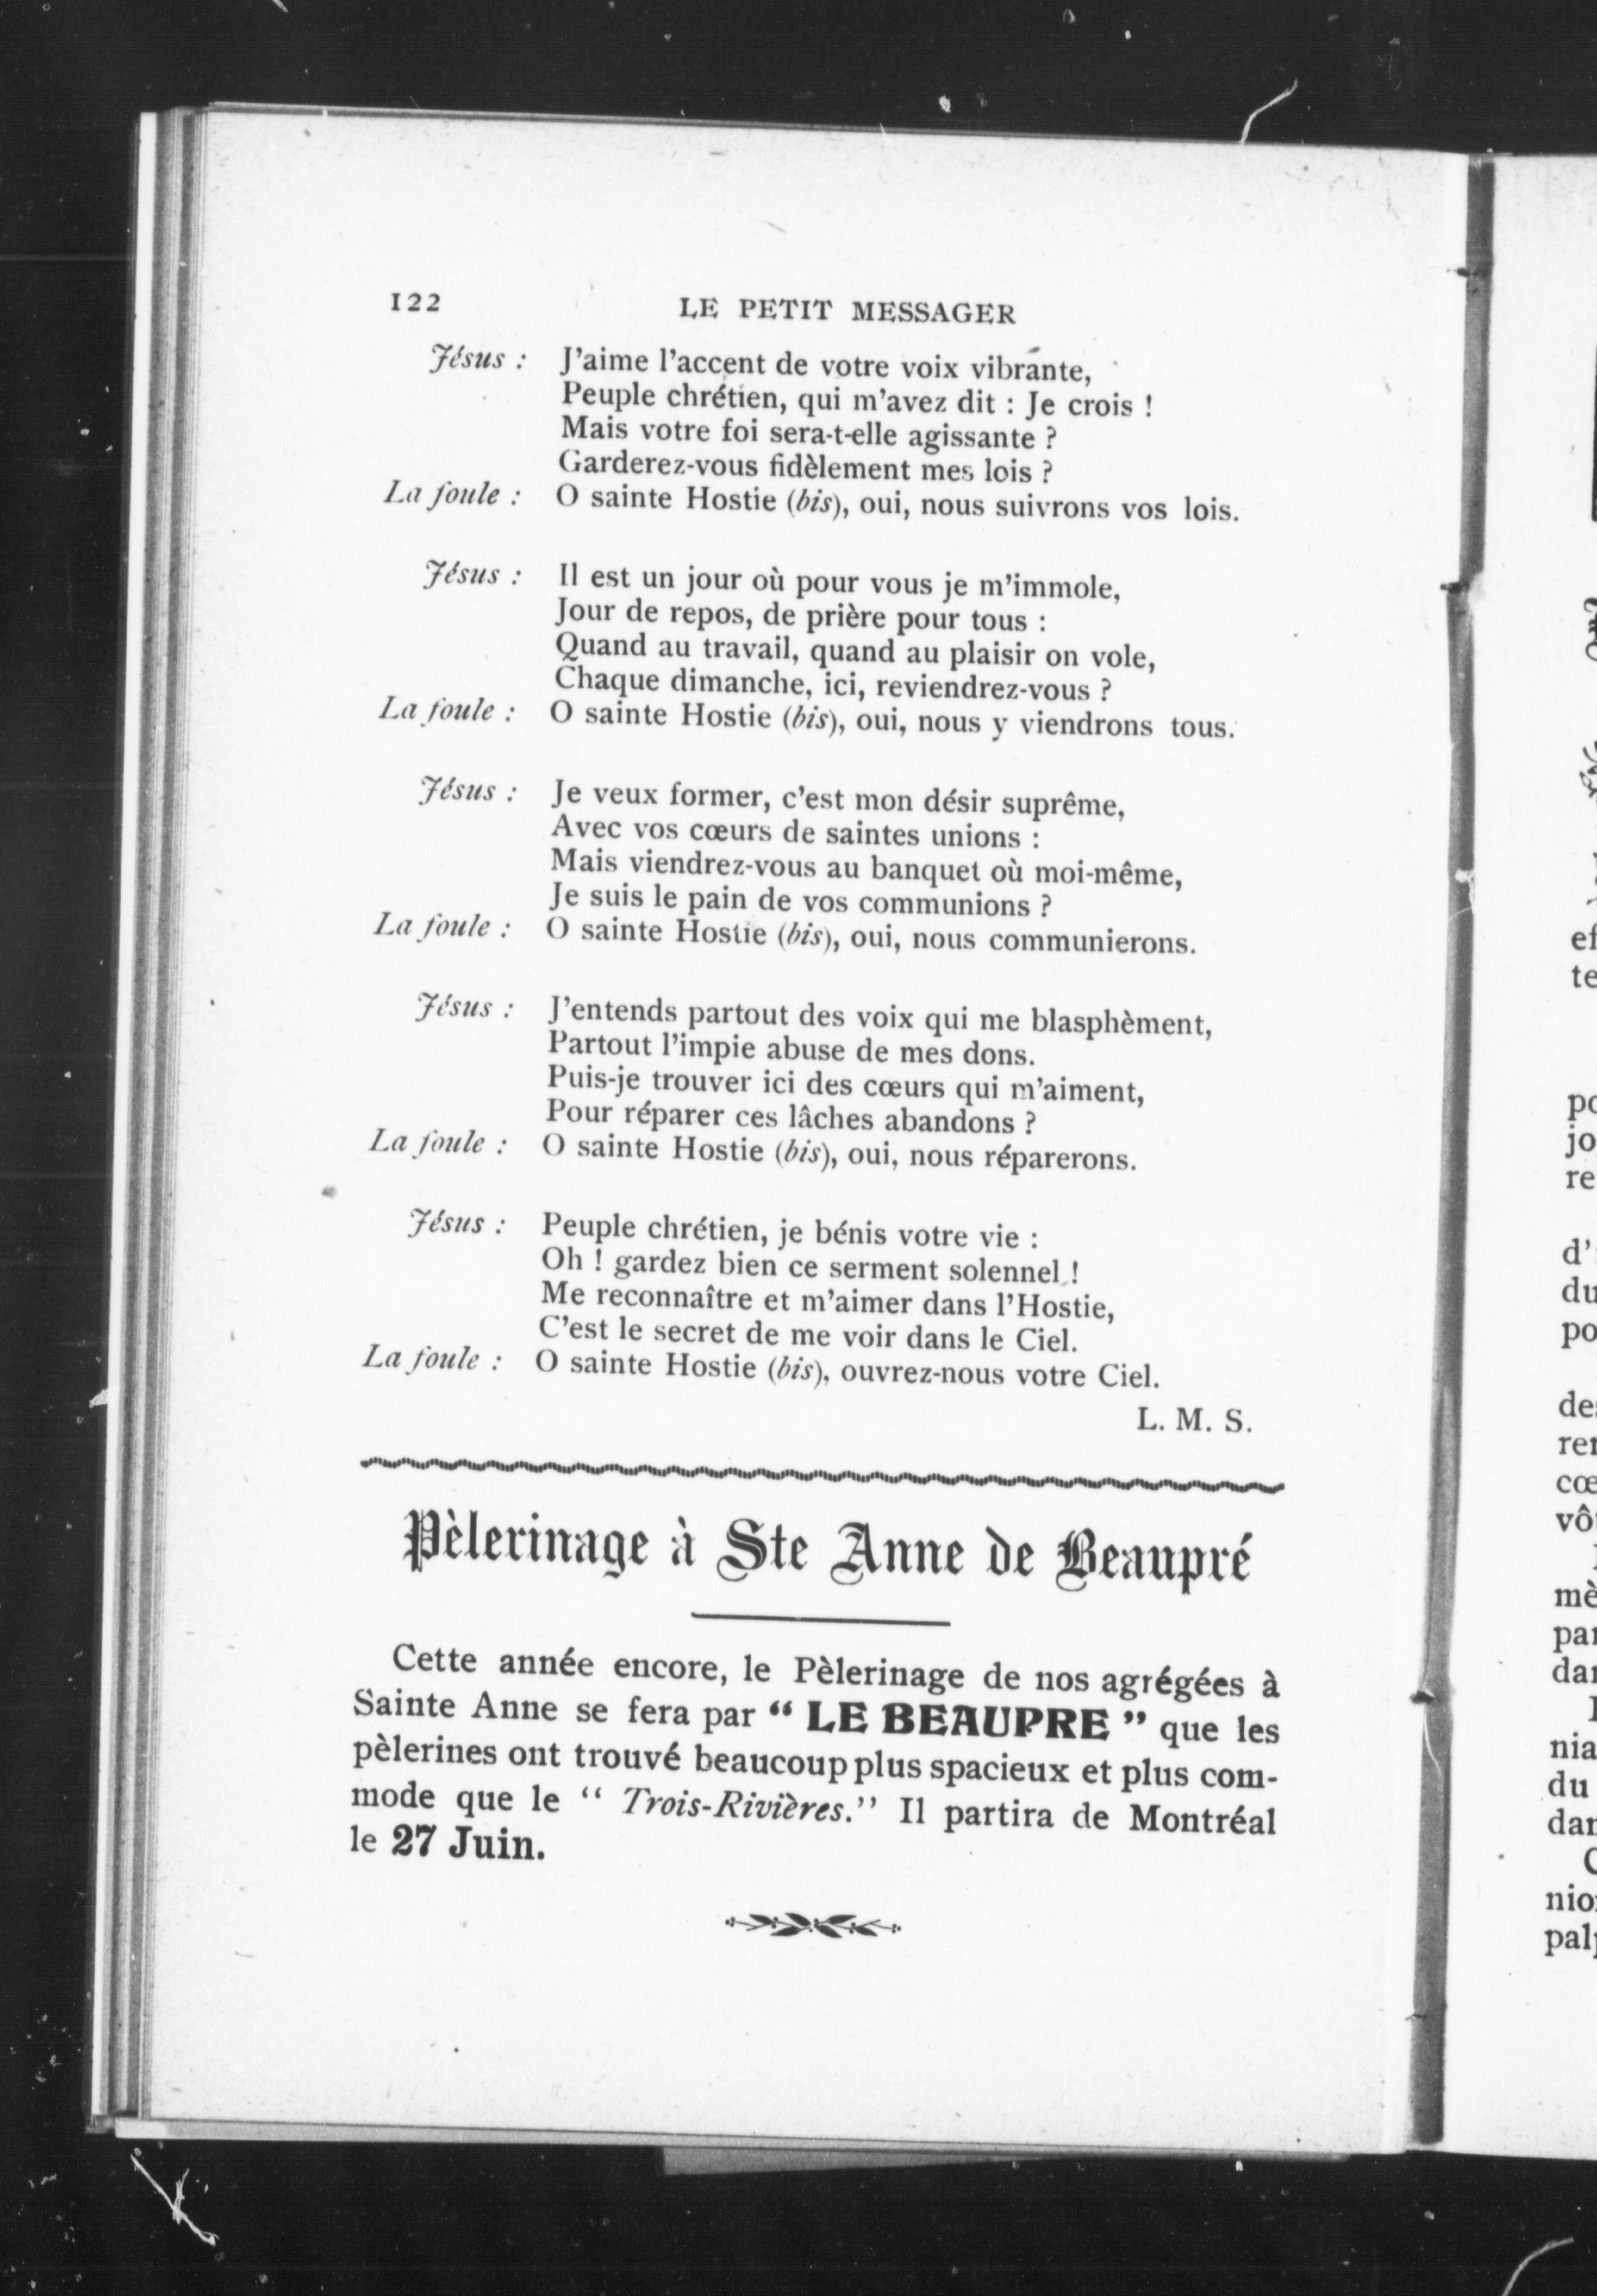 122 LE PETIT MESSAGER
Jésus : J'aime l'accent de votre voix vibrante,
Peuple chrétien, qui m'avez dit : Je crois !
Mais votre foi sera-t-elle agissante ?
Garderez-vous fidèlement mes lois ?
La foule : O sainte Hostie (bis), oui, nous suivrons vos lois.
Jésus : Il est un jour où pour vous je m'immole,
Jour de repos, de prière pour tous :
Quand au travail, quand au plaisir on vole,
Chaque dimanche, ici, reviendrez-vous ?
La foule : O sainte Hostie (bis), oui, nous y viendrons tous.
Jésus : Je veux former, c'est mon désir suprême,
Avec vos cœurs de saintes unions :
Mais viendrez-vous au banquet où moi-même,
Je suis le pain de vos communions ?
La foule : O sainte Hostie (bis), oui, nous communierons.
Jésus : J'entends partout des voix qui me blasphèment,
Partout l'impie abuse de mes dons.
Puis-je trouver ici des cœurs qui m'aiment,
Pour réparer ces lâches abandons ?
La foule : O sainte Hostie (bis), oui, nous réparerons.
Jésus : Peuple chrétien, je bénis votre vie :
Oh ! gardez bien ce serment solennel !
Me reconnaître et m'aimer dans l'Hostie,
C'est le secret de me voir dans le Ciel.
La foule : O sainte Hostie (bis), ouvrez-nous votre Ciel.
L. M. S.
Pèlerinage à Ste Anne de Beaupré
Cette année encore, le Pèlerinage de nos agrégées à
Sainte Anne se fera par “ LE BEAUPRE ” que les
pèlerines ont trouvé beaucoup plus spacieux et plus com-
mode que le “ Trois-Rivières.” Il partira de Montréal
le 27 Juin.